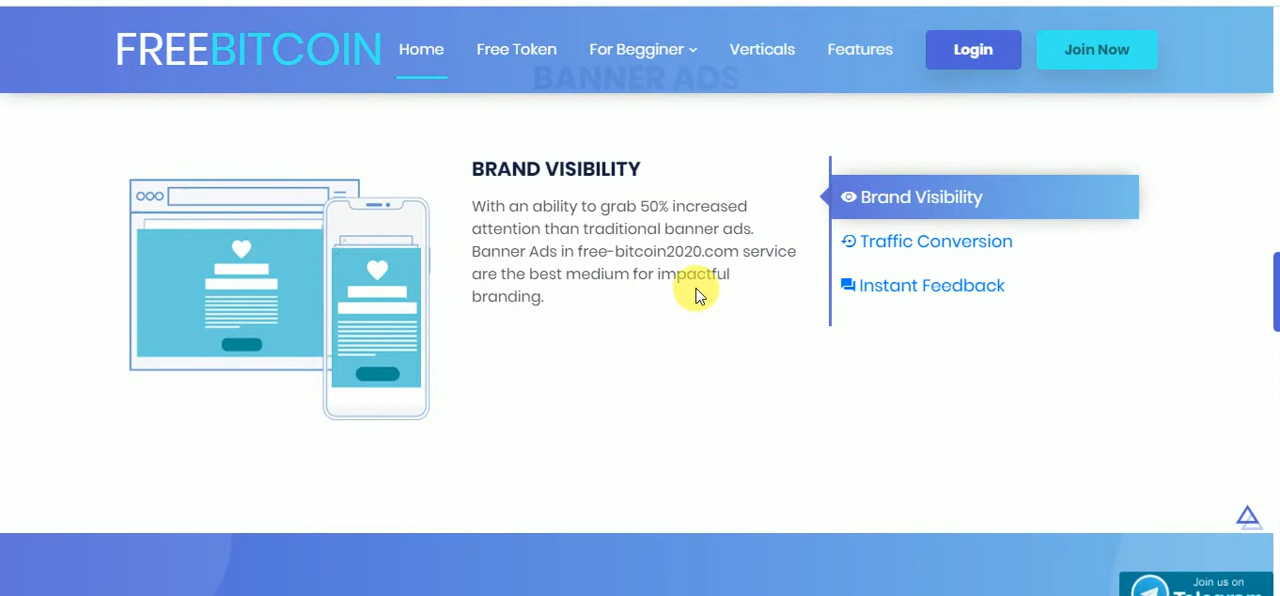 FREEBITCOIN
Home
Free Token
For Begginer
Verticals
Features
Login
Join Now
BANNER ADS
BRAND VISIBILITY
With an ability to grab 50% increased
attention than traditional banner ads.
Banner Ads in free-bitcoin2020.com service
are the best medium for impactful
branding.
Brand Visibility
Traffic Conversion
Instant Feedback
Join us on
Telegram